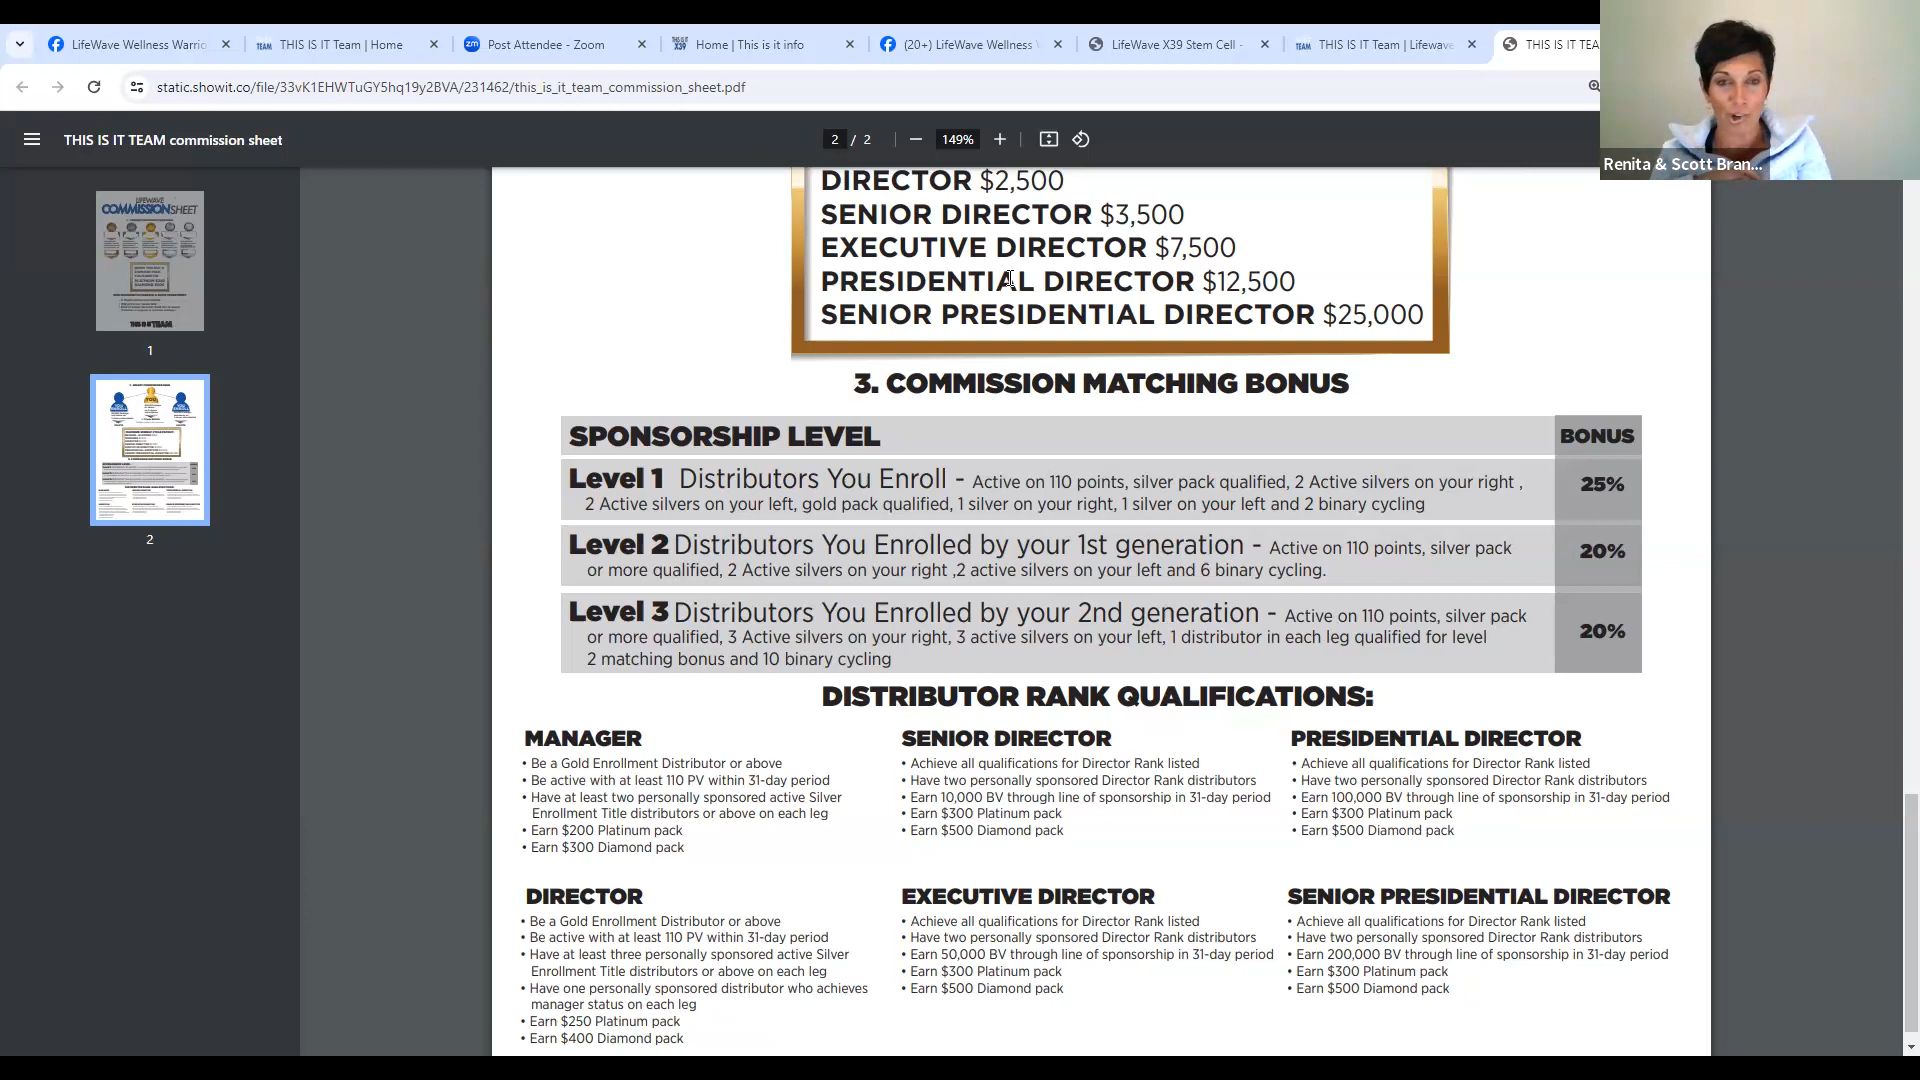 LifeWave Wellness Warrio
THIS IS IT Team | Home
Post Attendee - Zoom
Home | This is it info
(20+) LifeWave Wellness
LifeWave X39 Stem Cell -
THIS IS IT Team | Lifewave
THIS IS IT TEA
static.showit.co/file/33vK1EHWTuGY5hq19y2BVA/231462/this_is_it_team_commission_sheet.pdf
THIS IS IT TEAM commission sheet
2 / 2
149%
Renita & Scott Bran...
COMMISSIONSHEET
1
2
DIRECTOR $2,500
SENIOR DIRECTOR $3,500
EXECUTIVE DIRECTOR $7,500
PRESIDENTIAL DIRECTOR $12,500
SENIOR PRESIDENTIAL DIRECTOR $25,000
3. COMMISSION MATCHING BONUS
SPONSORSHIP LEVEL BONUS
Level 1 Distributors You Enroll - Active on 110 points, silver pack qualified, 2 Active silvers on your right ,
2 Active silvers on your left, gold pack qualified, 1 silver on your right, 1 silver on your left and 2 binary cycling
25%
Level 2 Distributors You Enrolled by your 1st generation - Active on 110 points, silver pack
or more qualified, 2 Active silvers on your right ,2 active silvers on your left and 6 binary cycling.
20%
Level 3 Distributors You Enrolled by your 2nd generation - Active on 110 points, silver pack
or more qualified, 3 Active silvers on your right, 3 active silvers on your left, 1 distributor in each leg qualified for level
2 matching bonus and 10 binary cycling
20%
DISTRIBUTOR RANK QUALIFICATIONS:
MANAGER
• Be a Gold Enrollment Distributor or above
• Be active with at least 110 PV within 31-day period
• Have at least two personally sponsored active Silver
Enrollment Title distributors or above on each leg
• Earn $200 Platinum pack
• Earn $300 Diamond pack
SENIOR DIRECTOR
• Achieve all qualifications for Director Rank listed
• Have two personally sponsored Director Rank distributors
• Earn 10,000 BV through line of sponsorship in 31-day period
• Earn $300 Platinum pack
• Earn $500 Diamond pack
PRESIDENTIAL DIRECTOR
• Achieve all qualifications for Director Rank listed
• Have two personally sponsored Director Rank distributors
• Earn 100,000 BV through line of sponsorship in 31-day period
• Earn $300 Platinum pack
• Earn $500 Diamond pack
DIRECTOR
• Be a Gold Enrollment Distributor or above
• Be active with at least 110 PV within 31-day period
• Have at least three personally sponsored active Silver
Enrollment Title distributors or above on each leg
• Have one personally sponsored distributor who achieves
manager status on each leg
• Earn $250 Platinum pack
• Earn $400 Diamond pack
EXECUTIVE DIRECTOR
• Achieve all qualifications for Director Rank listed
• Have two personally sponsored Director Rank distributors
• Earn 50,000 BV through line of sponsorship in 31-day period
• Earn $300 Platinum pack
• Earn $500 Diamond pack
SENIOR PRESIDENTIAL DIRECTOR
• Achieve all qualifications for Director Rank listed
• Have two personally sponsored Director Rank distributors
• Earn 200,000 BV through line of sponsorship in 31-day period
• Earn $300 Platinum pack
• Earn $500 Diamond pack